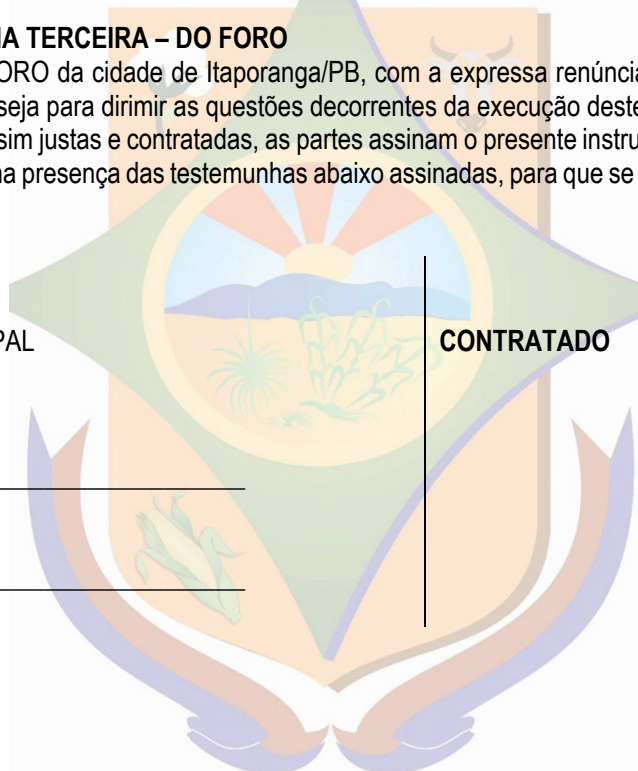 A TERCEIRA – DO FORO
ORO da cidade de Itaporanga/PB, com a expressa renúncia
seja para dirimir as questões decorrentes da execução deste
sim justas e contratadas, as partes assinam o presente instru
na presença das testemunhas abaixo assinadas, para que se
PAL
CONTRATADO